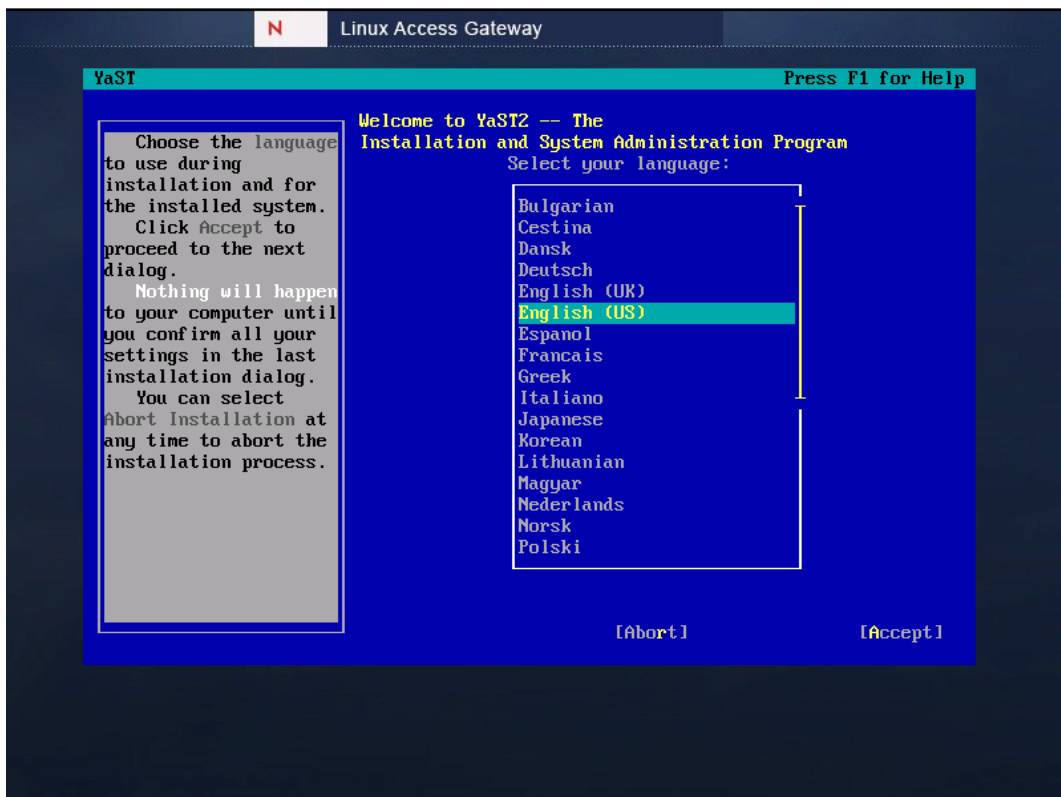 N Linux Access Gateway
YaST Press F1 for Help
Choose the language
to use during
installation and for
the installed system.
Click Accept to
proceed to the next
dialog.
Nothing will happen
to your computer until
you confirm all your
settings in the last
installation dialog.
You can select
Abort Installation at
any time to abort the
installation process.
Welcome to YaST2 -- The
Installation and System Administration Program
Select your language:
Bulgarian
Cestina
Dansk
Deutsch
English (UK)
English (US)
Espanol
Francais
Greek
Italiano
Japanese
Korean
Lithuanian
Magyar
Nederlands
Norsk
Polski
[Abort] [Accept]